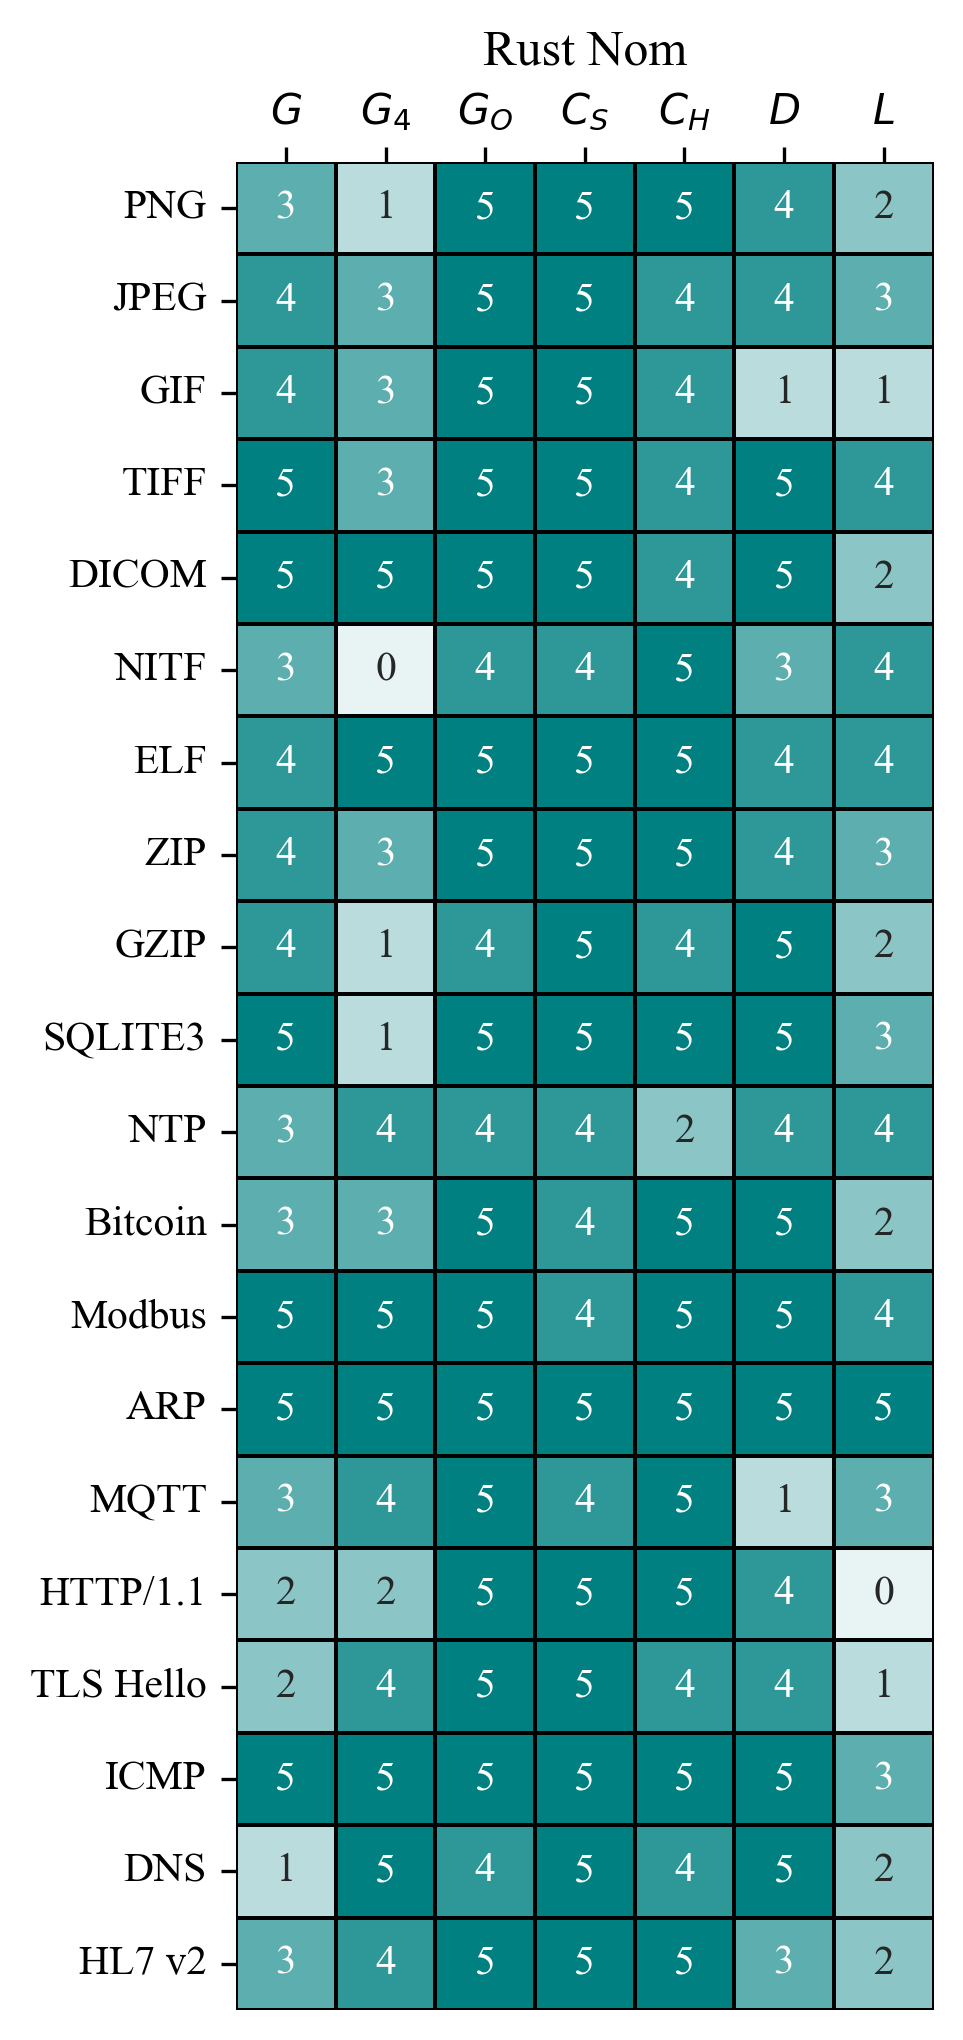 Rust Nom
G G₄ G_O C_S C_H D L
PNG 3 1 5 5 5 4 2
JPEG 4 3 5 5 4 4 3
GIF 4 3 5 5 4 1 1
TIFF 5 3 5 5 4 5 4
DICOM 5 5 5 5 4 5 2
NITF 3 0 4 4 5 3 4
ELF 4 5 5 5 5 4 4
ZIP 4 3 5 5 5 4 3
GZIP 4 1 4 5 4 5 2
SQLITE3 5 1 5 5 5 5 3
NTP 3 4 4 4 2 4 4
Bitcoin 3 3 5 4 5 5 2
Modbus 5 5 5 4 5 5 4
ARP 5 5 5 5 5 5 5
MQTT 3 4 5 4 5 1 3
HTTP/1.1 2 2 5 5 5 4 0
TLS Hello 2 4 5 5 4 4 1
ICMP 5 5 5 5 5 5 3
DNS 1 5 4 5 4 5 2
HL7 v2 3 4 5 5 5 3 2